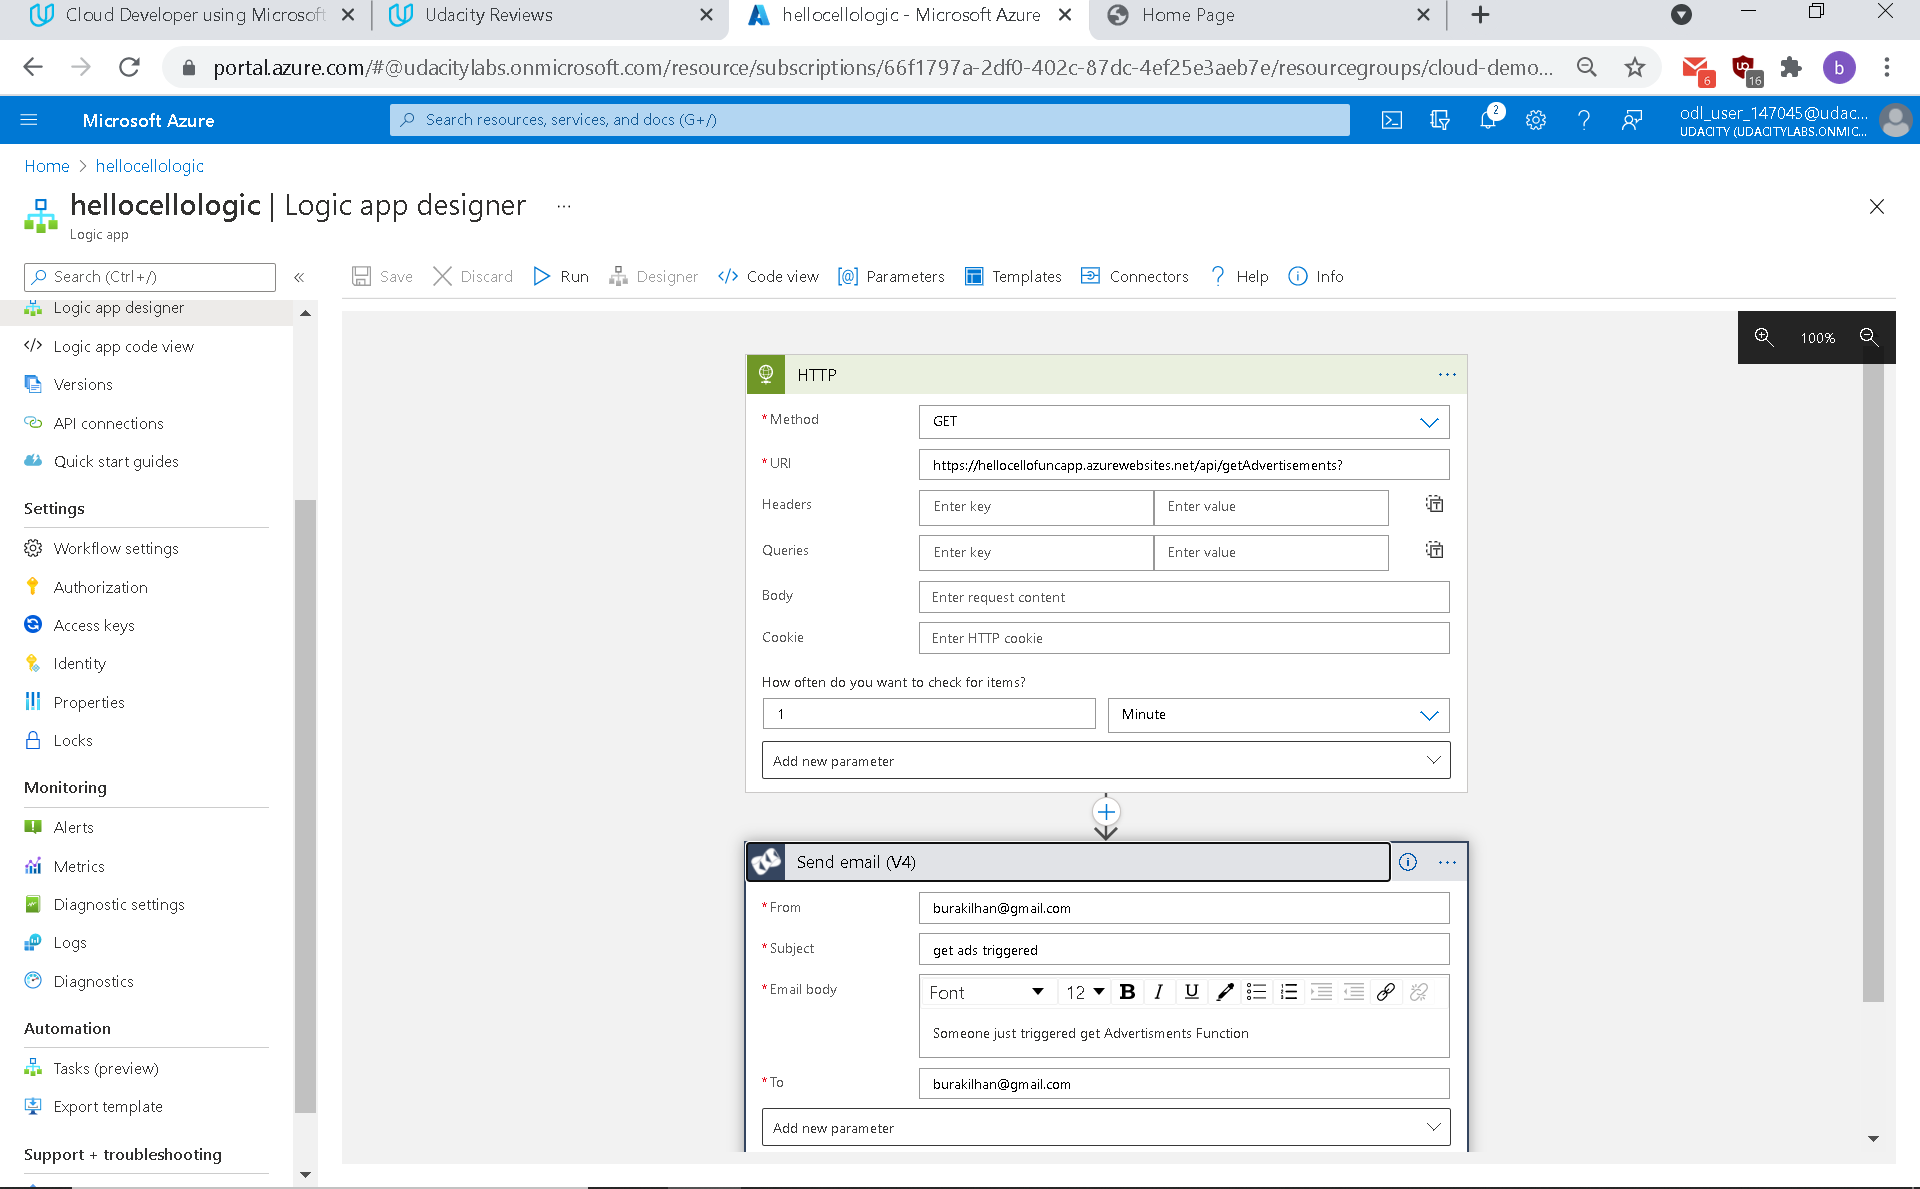 Cloud Developer using Microsoft
Udacity Reviews
hellocellologic - Microsoft Azure
Home Page
portal.azure.com/#@udacitylabs.onmicrosoft.com/resource/subscriptions/66f1797a-2df0-402c-87dc-4ef25e3aeb7e/resourcegroups/cloud-demo...
6
16
b
Microsoft Azure
Search resources, services, and docs (G+/)
2
odl_user_147045@udac...
UDACITY (UDACITYLABS.ONMIC...
Home > hellocellologic
hellocellologic | Logic app designer ...
Logic app
Search (Ctrl+/)
«
Save
Discard
Run
Designer
Code view
Parameters
Templates
Connectors
Help
Info
Logic app designer
Logic app code view
Versions
API connections
Quick start guides
Settings
Workflow settings
Authorization
Access keys
Identity
Properties
Locks
Monitoring
Alerts
Metrics
Diagnostic settings
Logs
Diagnostics
Automation
Tasks (preview)
Export template
Support + troubleshooting
100%
HTTP
...
* Method
GET
* URI
https://hellocellofuncapp.azurewebsites.net/api/getAdvertisements?
Headers
Enter key
Enter value
Queries
Enter key
Enter value
Body
Enter request content
Cookie
Enter HTTP cookie
How often do you want to check for items?
1
Minute
Add new parameter
Send email (V4)
...
* From
burakilhan@gmail.com
* Subject
get ads triggered
* Email body
Font
12
B
I
U
Someone just triggered get Advertisments Function
* To
burakilhan@gmail.com
Add new parameter